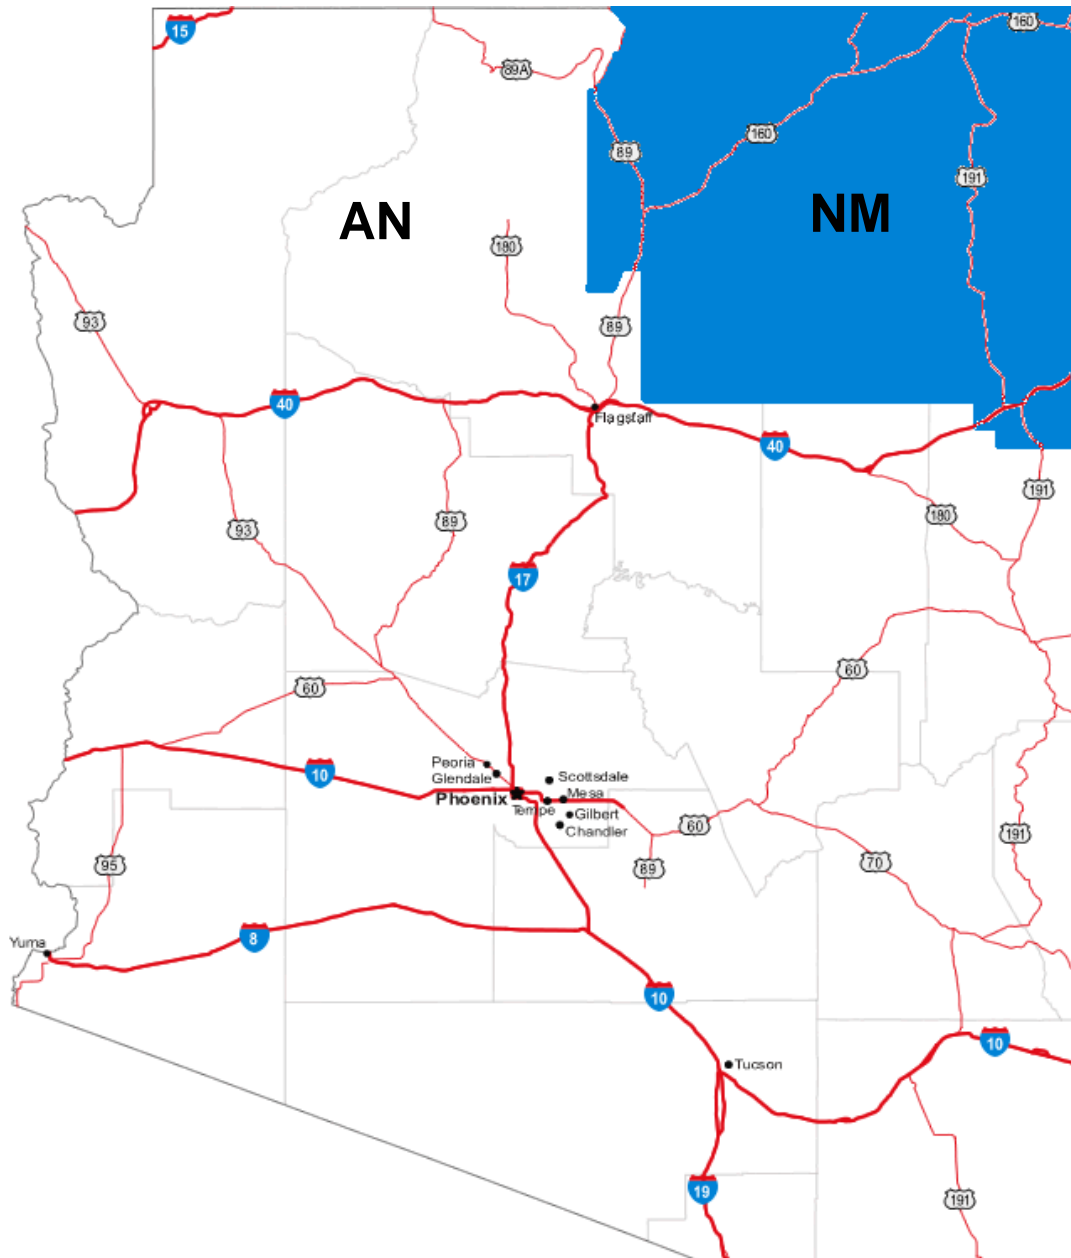 15
160
89A
160
89
191
AN
NM
180
93
89
40
Flagstaff
40
191
93
89
180
17
60
60
Peoria
10
Scottsdale
Glendale
Mesa
Phoenix
Tempe
Gilbert
60
Chandler
191
95
89
70
8
Yuma
10
10
Tucson
19
191